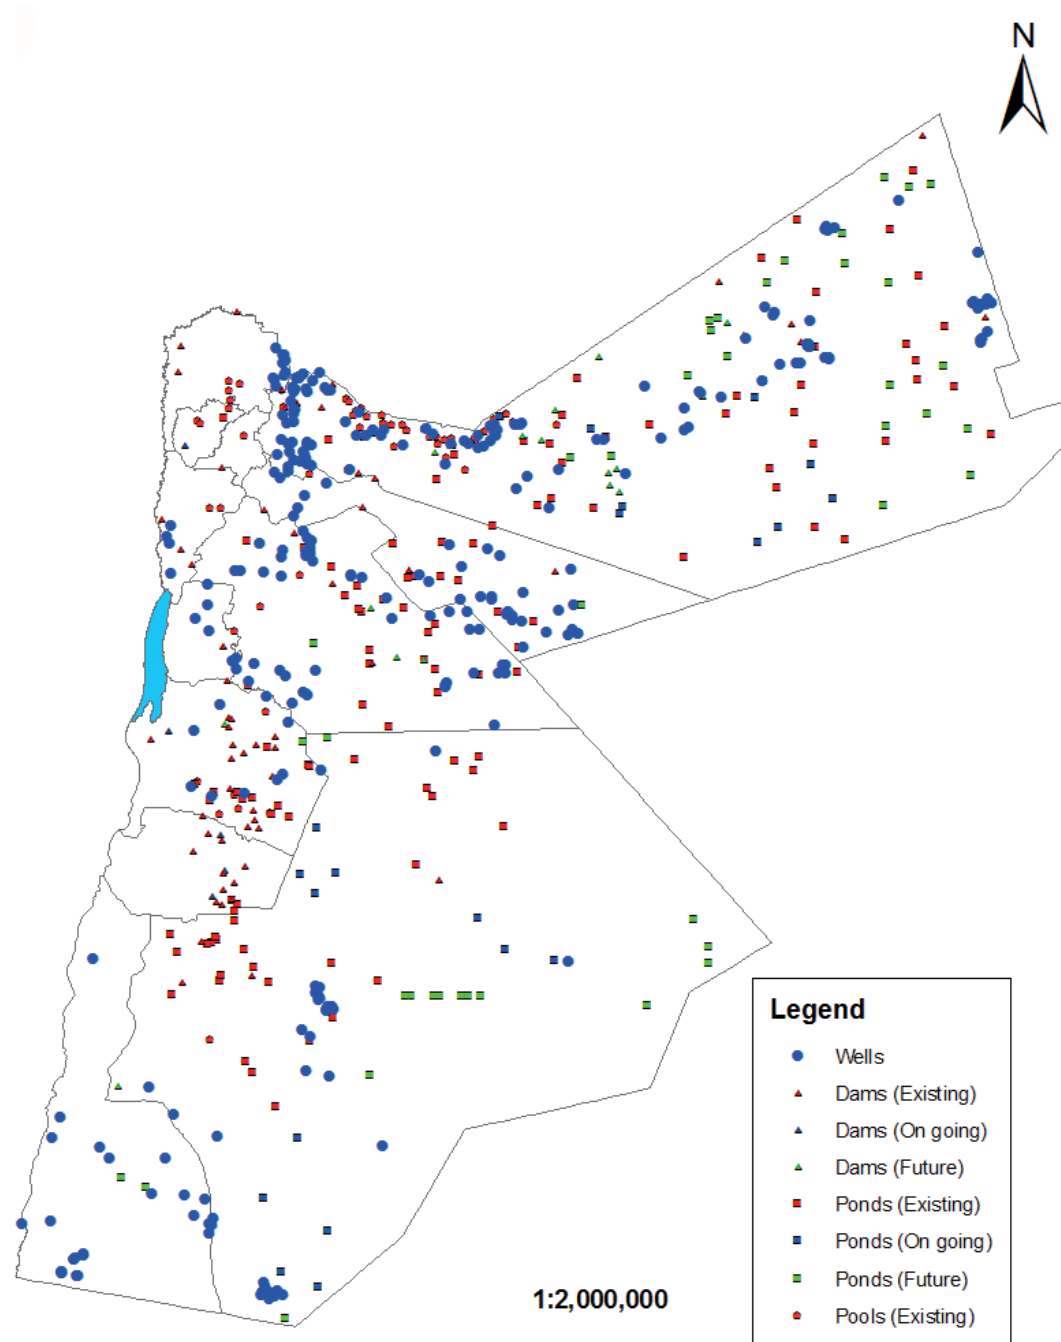 N
Legend
Wells
Dams (Existing)
Dams (On going)
Dams (Future)
Ponds (Existing)
Ponds (On going)
Ponds (Future)
Pools (Existing)
1:2,000,000